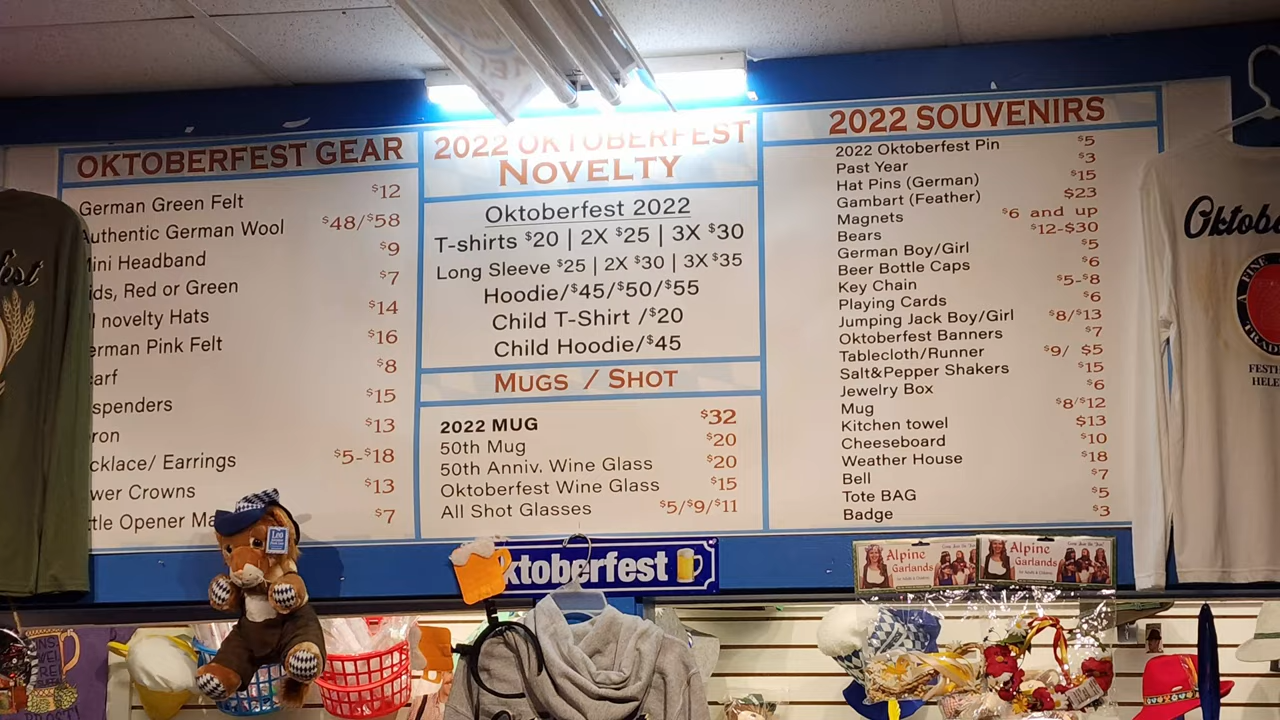 OKTOBERFEST GEAR
German Green Felt $12
Authentic German Wool $48/$58
Mini Headband $9
ids, Red or Green $7
l novelty Hats $14
erman Pink Felt $16
arf $8
spenders $15
ron $13
cklace/ Earrings $5-$18
wer Crowns $13
ttle Opener Ma $7
2022 OKTOBERFEST
NOVELTY
Oktoberfest 2022
T-shirts $20 | 2X $25 | 3X $30
Long Sleeve $25 | 2X $30 | 3X $35
Hoodie/$45/$50/$55
Child T-Shirt /$20
Child Hoodie/$45
MUGS / SHOT
2022 MUG $32
50th Mug $20
50th Anniv. Wine Glass $20
Oktoberfest Wine Glass $15
All Shot Glasses $5/$9/$11
2022 SOUVENIRS
2022 Oktoberfest Pin $5
Past Year $3
Hat Pins (German) $15
Gambart (Feather) $23
Magnets $6 and up
Bears $12-$30
German Boy/Girl $5
Beer Bottle Caps $6
Key Chain $5-$8
Playing Cards $6
Jumping Jack Boy/Girl $8/$13
Oktoberfest Banners $7
Tablecloth/Runner $9/ $5
Salt&Pepper Shakers $15
Jewelry Box $6
Mug $8/$12
Kitchen towel $13
Cheeseboard $10
Weather House $18
Bell $7
Tote BAG $5
Badge $3
est
Oktobe
A FINE
FESTI
HELE
Leo
ktoberfest
Alpine
Garlands
Alpine
Garlands